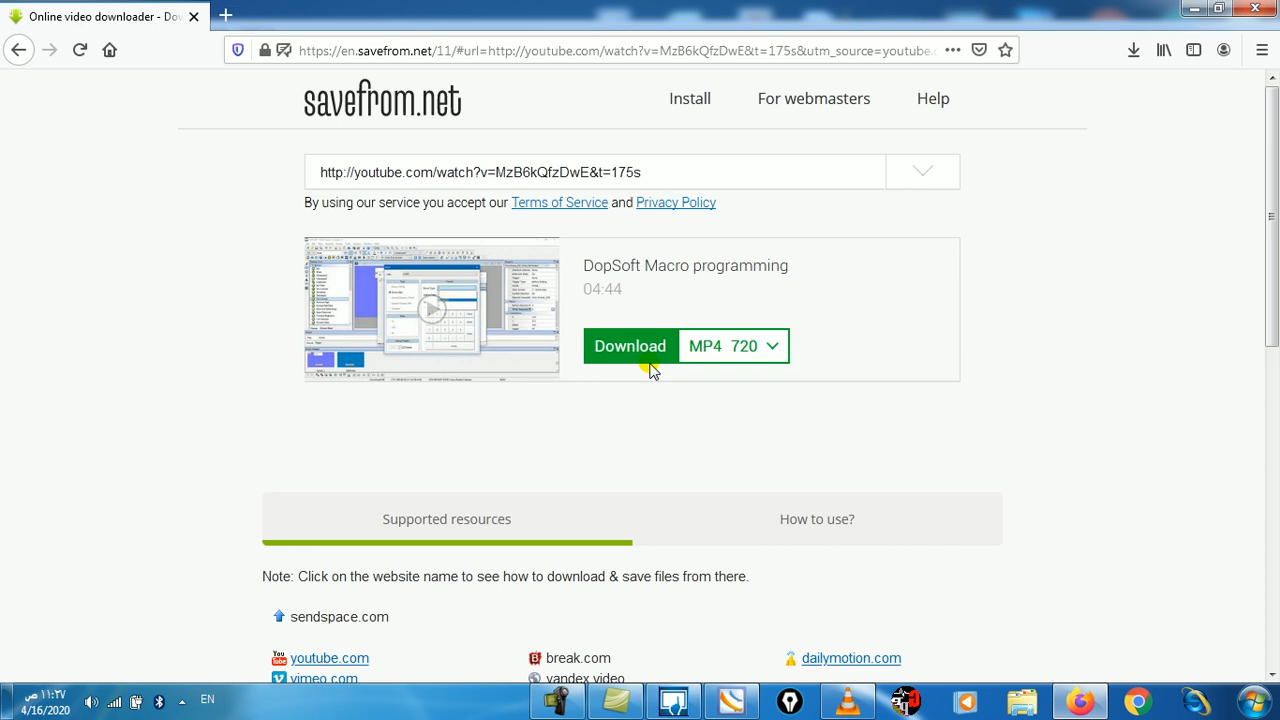 Online video downloader - Dov
https://en.savefrom.net/11/#url=http://youtube.com/watch?v=MzB6kQfzDwE&t=175s&utm_source=youtube.c
savefrom.net
Install
For webmasters
Help
http://youtube.com/watch?v=MzB6kQfzDwE&t=175s
By using our service you accept our Terms of Service and Privacy Policy
DopSoft Macro programming
04:44
Download
MP4 720
Supported resources
How to use?
Note: Click on the website name to see how to download & save files from there.
sendspace.com
youtube.com
break.com
dailymotion.com
vimeo.com
yandex.video
١١:٢٧ ص
4/16/2020
EN